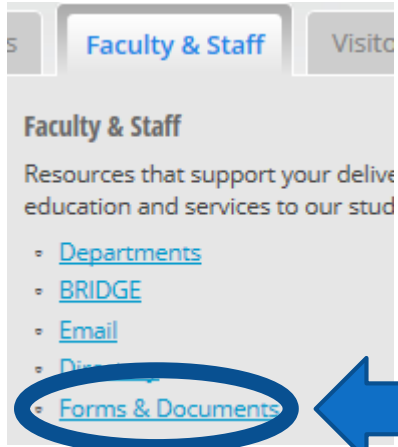 s Faculty & Staff Visito
Faculty & Staff
Resources that support your delive
education and services to our stud
Departments
BRIDGE
Email
Directory
Forms & Documents